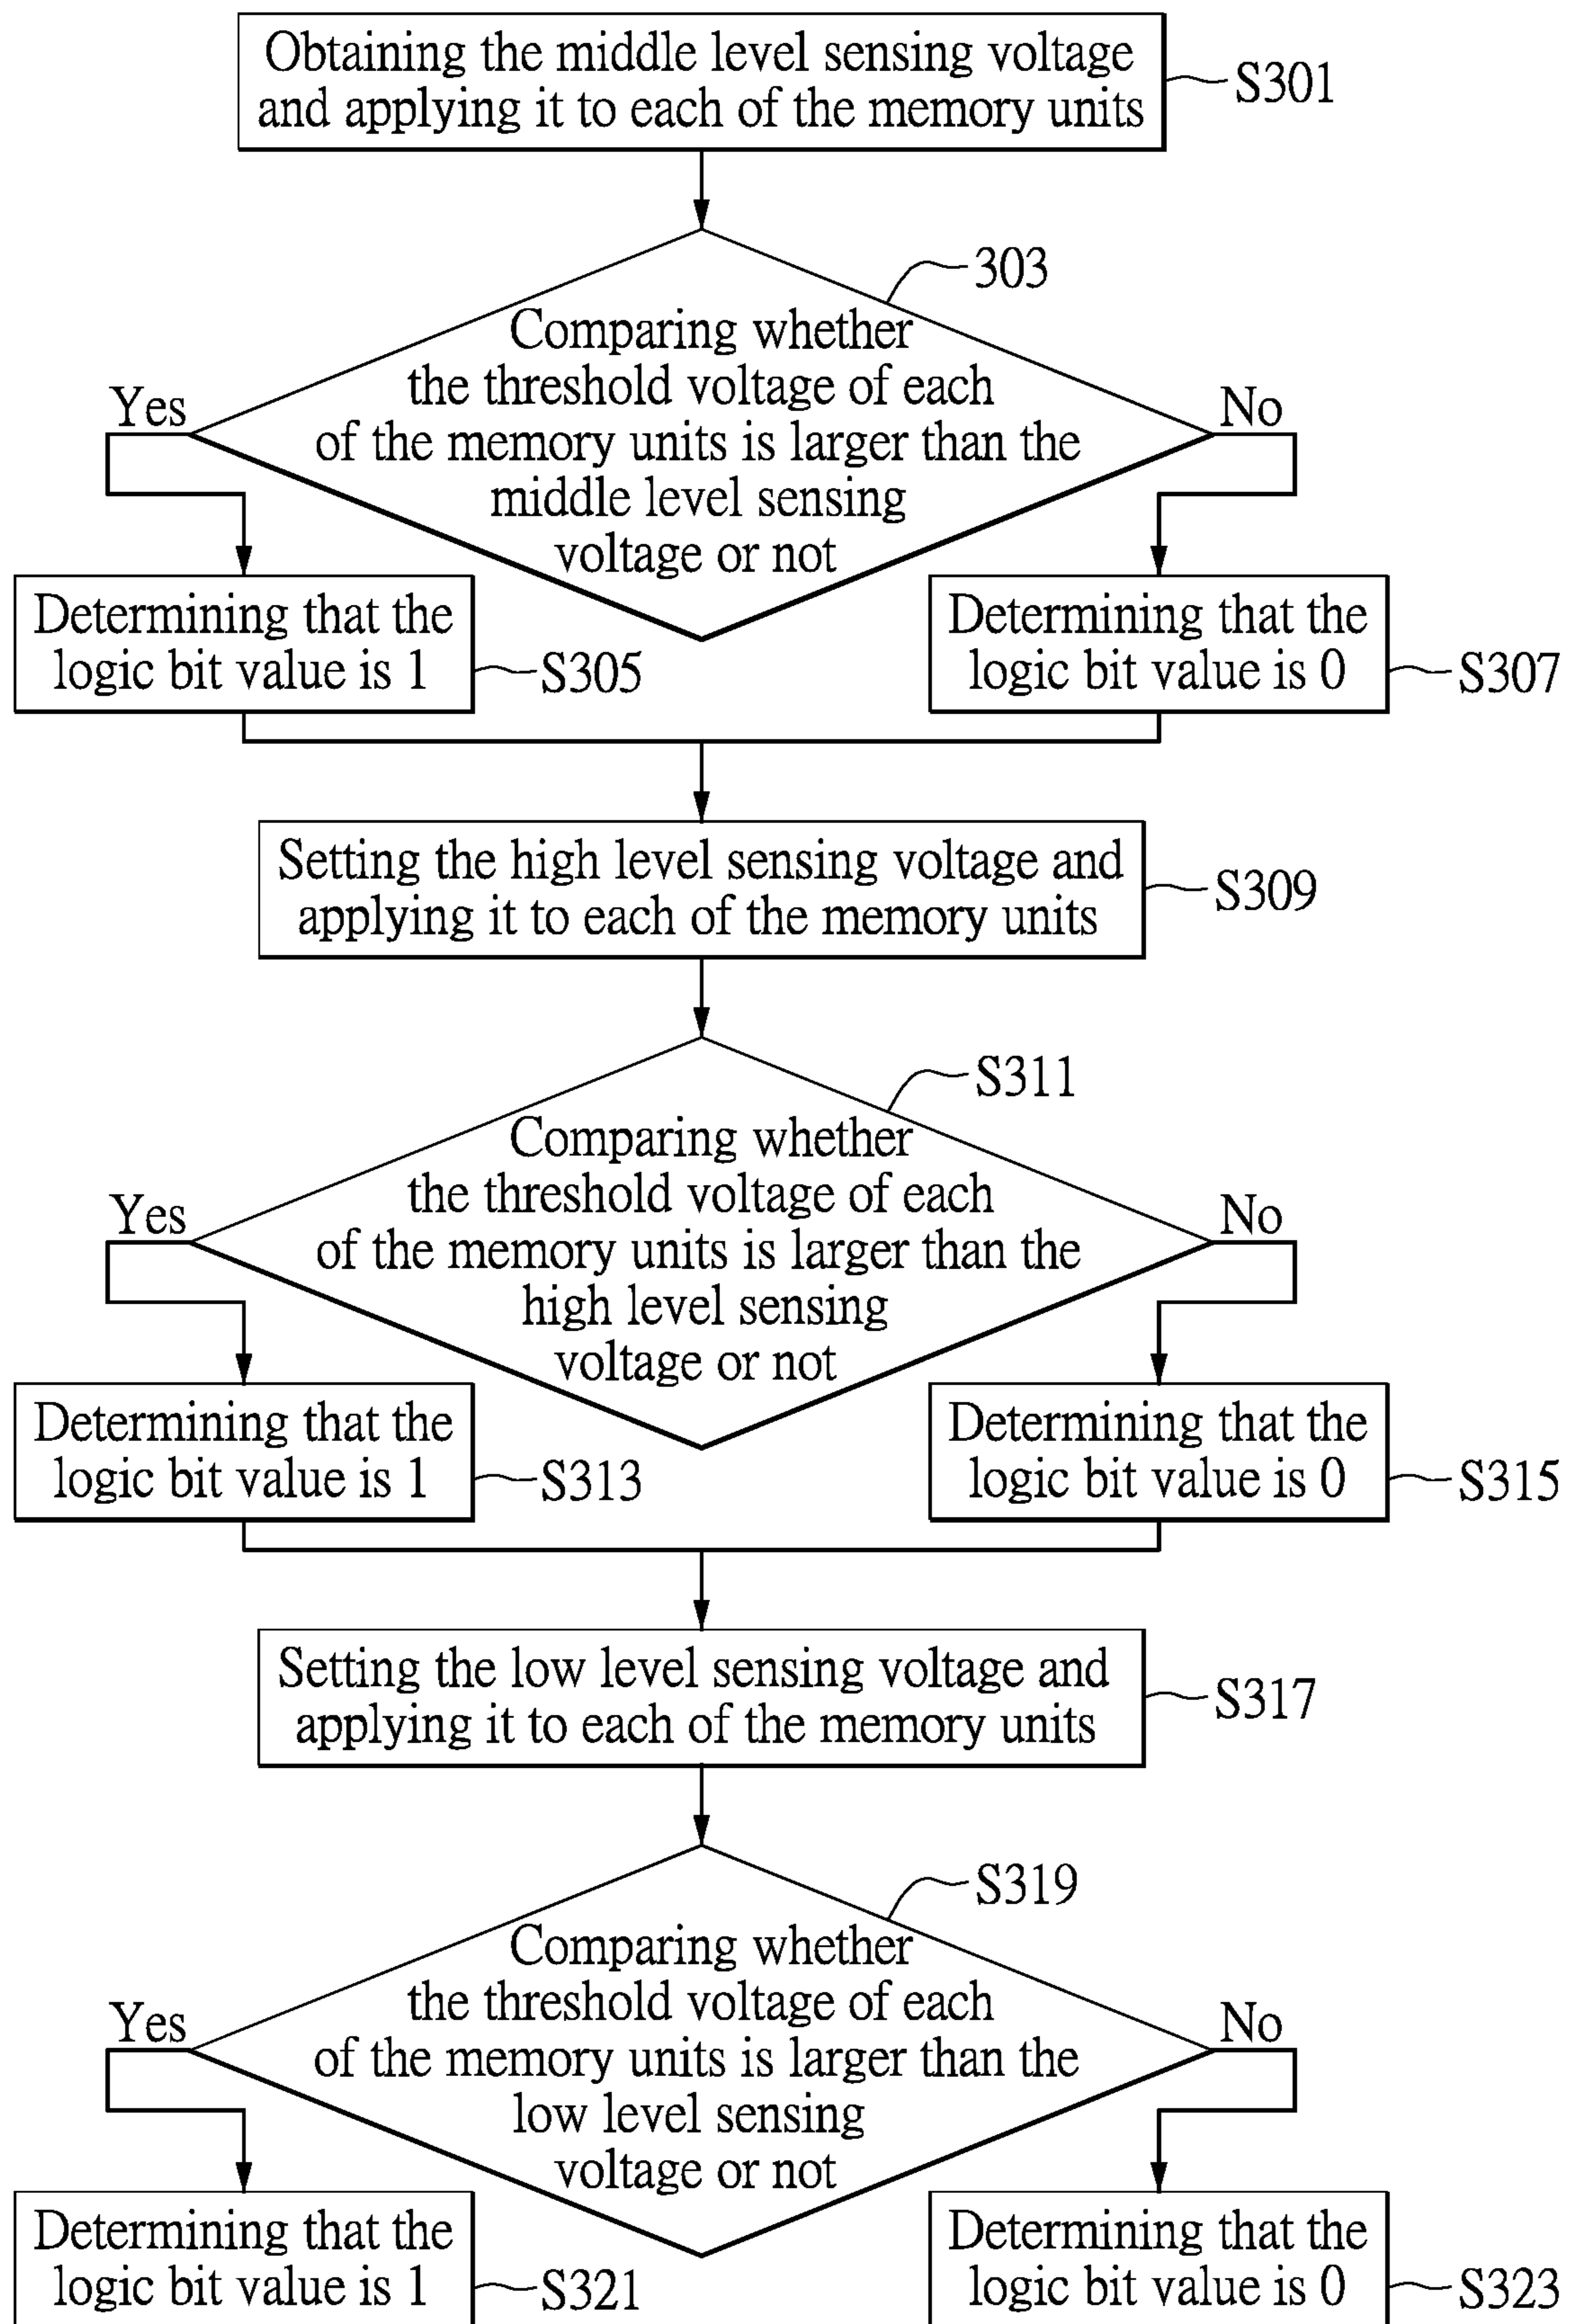 Obtaining the middle level sensing voltage
and applying it to each of the memory units
S301
303
Comparing whether
the threshold voltage of each
of the memory units is larger than the
middle level sensing
voltage or not
Yes
No
Determining that the
logic bit value is 1
S305
Determining that the
logic bit value is 0
S307
Setting the high level sensing voltage and
applying it to each of the memory units
S309
S311
Comparing whether
the threshold voltage of each
of the memory units is larger than the
high level sensing
voltage or not
Yes
No
Determining that the
logic bit value is 1
S313
Determining that the
logic bit value is 0
S315
Setting the low level sensing voltage and
applying it to each of the memory units
S317
S319
Comparing whether
the threshold voltage of each
of the memory units is larger than the
low level sensing
voltage or not
Yes
No
Determining that the
logic bit value is 1
S321
Determining that the
logic bit value is 0
S323